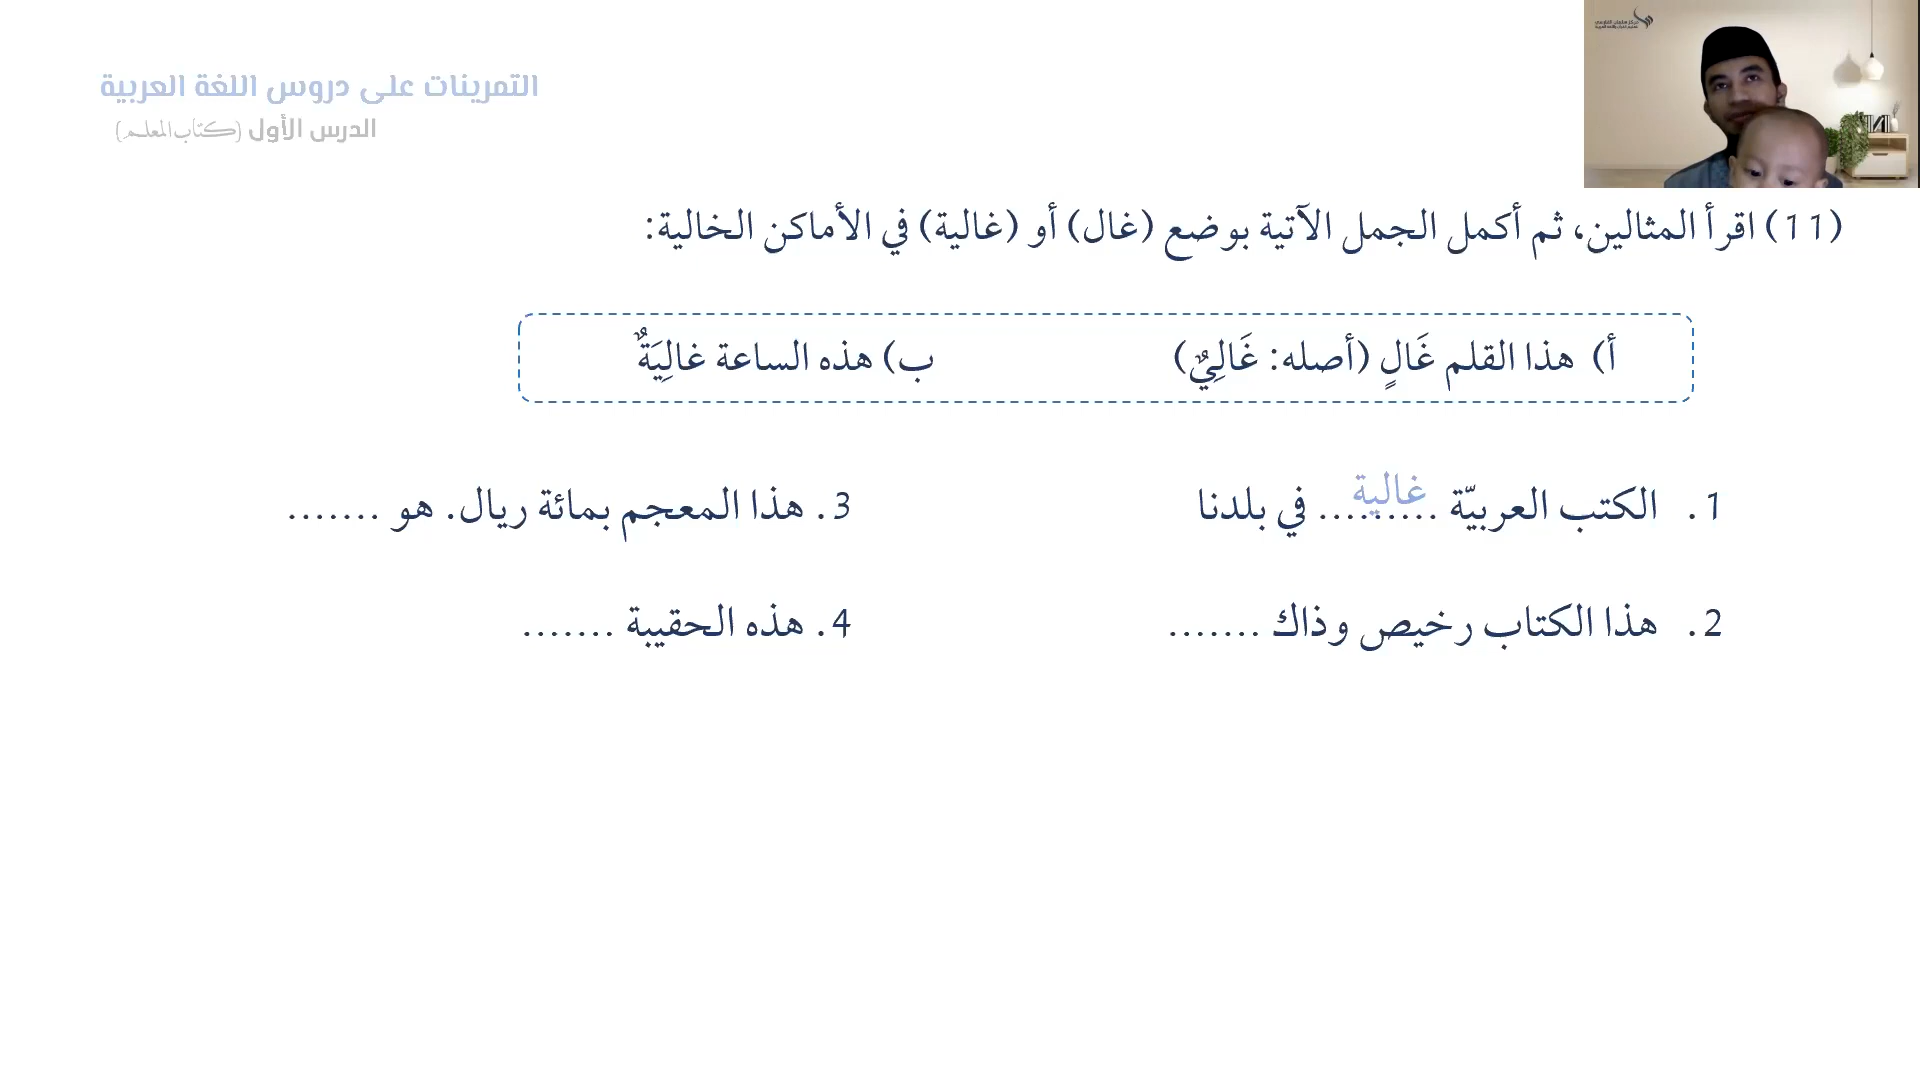 التمرينات على دروس اللغة العربية
الدرس الأول (كتاب المعلم)
(11) اقرأ المثالين، ثم أكمل الجمل الآتية بوضع (غال) أو (غالية) في الأماكن الخالية:
أ) هذا القلم غَالٍ (أصله: غَالِيٌ) ب) هذه الساعة غالِيَةٌ
1. الكتب العربيّة ......... في بلدنا
غالية
2. هذا الكتاب رخيص وذاك .......
3. هذا المعجم بمائة ريال. هو .......
4. هذه الحقيبة .......